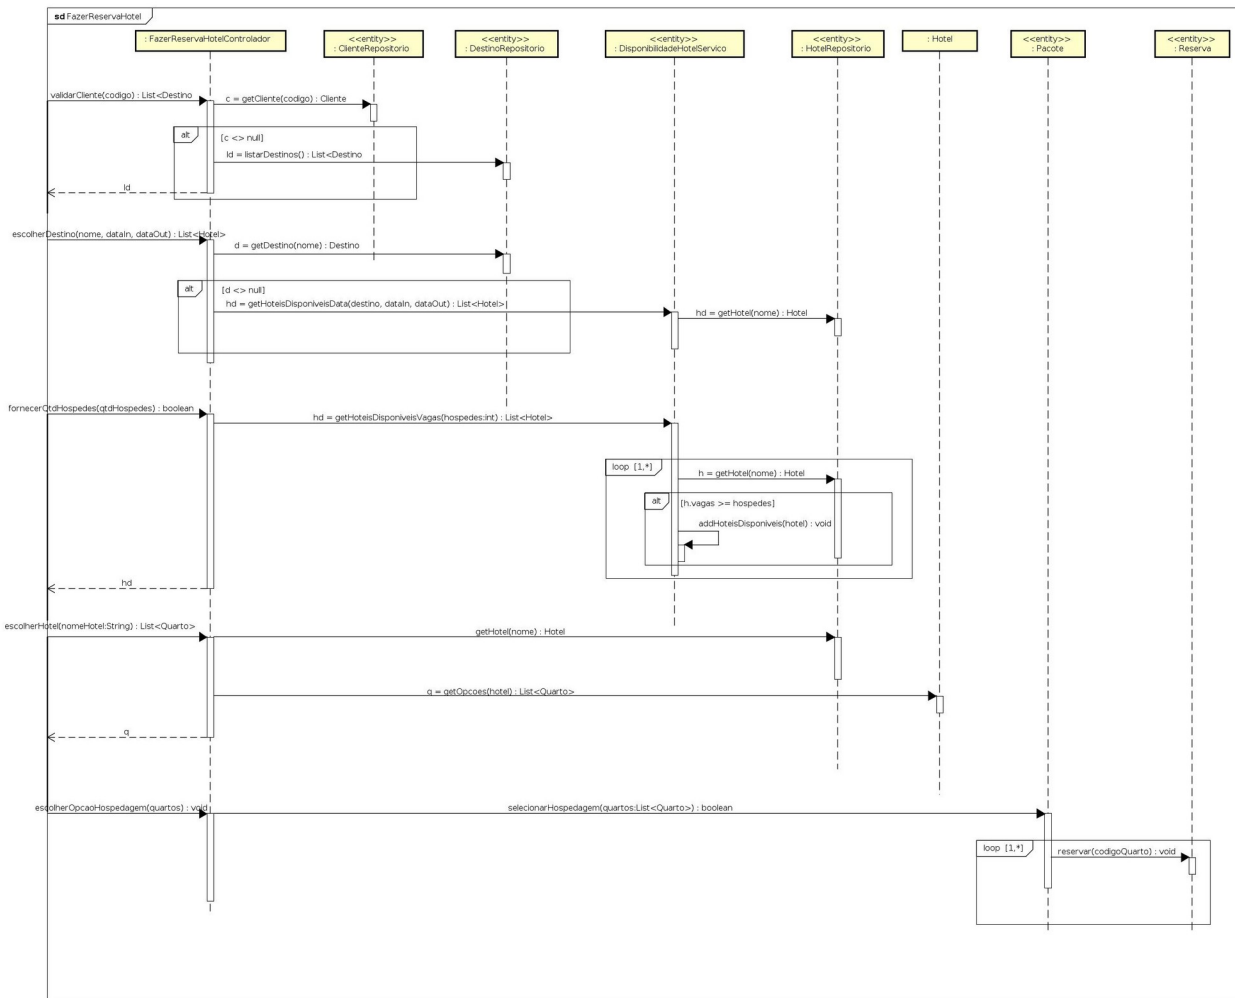 sd FazerReservaHotel
: FazerReservaHotelControlador
<<entity>>
: ClienteRepositorio
<<entity>>
: DestinoRepositorio
<<entity>>
: DisponibilidadeHotelServico
<<entity>>
: HotelRepositorio
: Hotel
<<entity>>
: Pacote
<<entity>>
: Reserva
validarCliente(codigo) : List<Destino
c = getCliente(codigo) : Cliente
alt
[c <> null]
ld = listarDestinos() : List<Destino
ld
escolherDestino(nome, dataIn, dataOut) : List<Hotel>
d = getDestino(nome) : Destino
alt
[d <> null]
hd = getHoteisDisponiveisData(destino, dataIn, dataOut) : List<Hotel>
hd = getHotel(nome) : Hotel
fornecerQtdHospedes(qtdHospedes) : boolean
hd = getHoteisDisponiveisVagas(hospedes:int) : List<Hotel>
loop [1,*]
h = getHotel(nome) : Hotel
alt
[h.vagas >= hospedes]
addHoteisDisponiveis(hotel) : void
hd
escolherHotel(nomeHotel:String) : List<Quarto>
getHotel(nome) : Hotel
q = getOpcoes(hotel) : List<Quarto>
q
escolherOpcaoHospedagem(quartos) : void
selecionarHospedagem(quartos:List<Quarto>) : boolean
loop [1,*]
reservar(codigoQuarto) : void